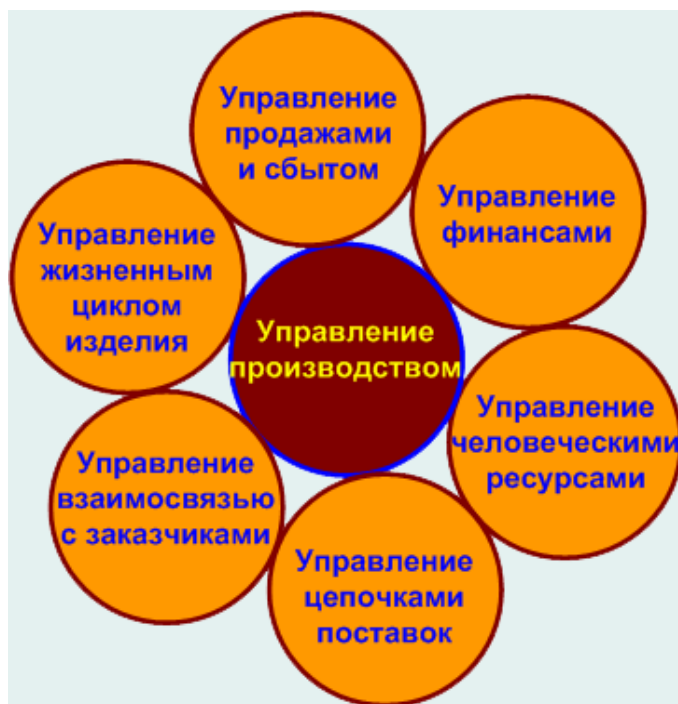 Управление
продажами
и сбытом
Управление
финансами
Управление
жизненным
циклом
изделия
Управление
производством
Управление
человеческими
ресурсами
Управление
взаимосвязью
с заказчиками
Управление
цепочками
поставок